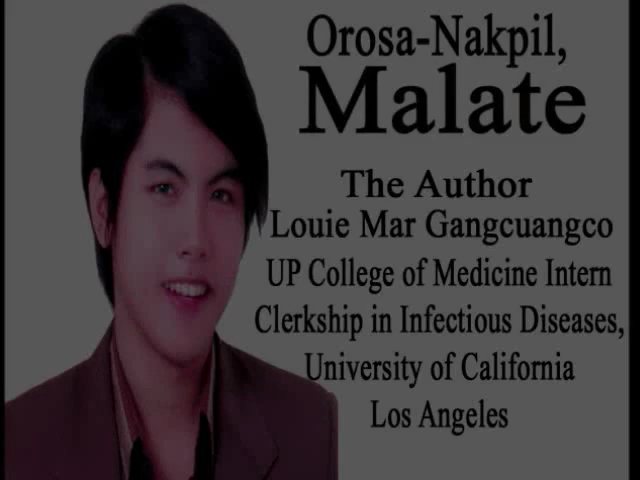 Orosa-Nakpil,
Malate
The Author
Louie Mar Gangcuangco
UP College of Medicine Intern
Clerkship in Infectious Diseases,
University of California
Los Angeles